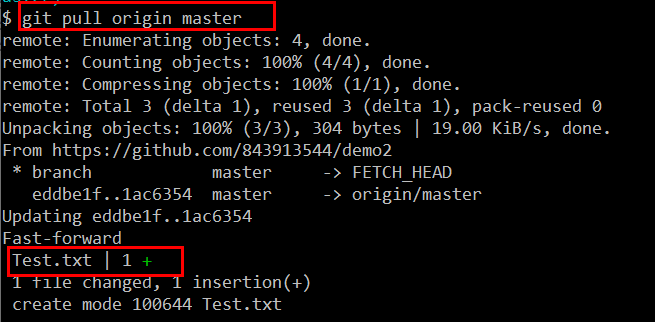 $ git pull origin master
remote: Enumerating objects: 4, done.
remote: Counting objects: 100% (4/4), done.
remote: Compressing objects: 100% (1/1), done.
remote: Total 3 (delta 1), reused 3 (delta 1), pack-reused 0
Unpacking objects: 100% (3/3), 304 bytes | 19.00 KiB/s, done.
From https://github.com/843913544/demo2
 * branch            master     -> FETCH_HEAD
   eddbe1f..1ac6354  master     -> origin/master
Updating eddbe1f..1ac6354
Fast-forward
 Test.txt | 1 +
 1 file changed, 1 insertion(+)
 create mode 100644 Test.txt